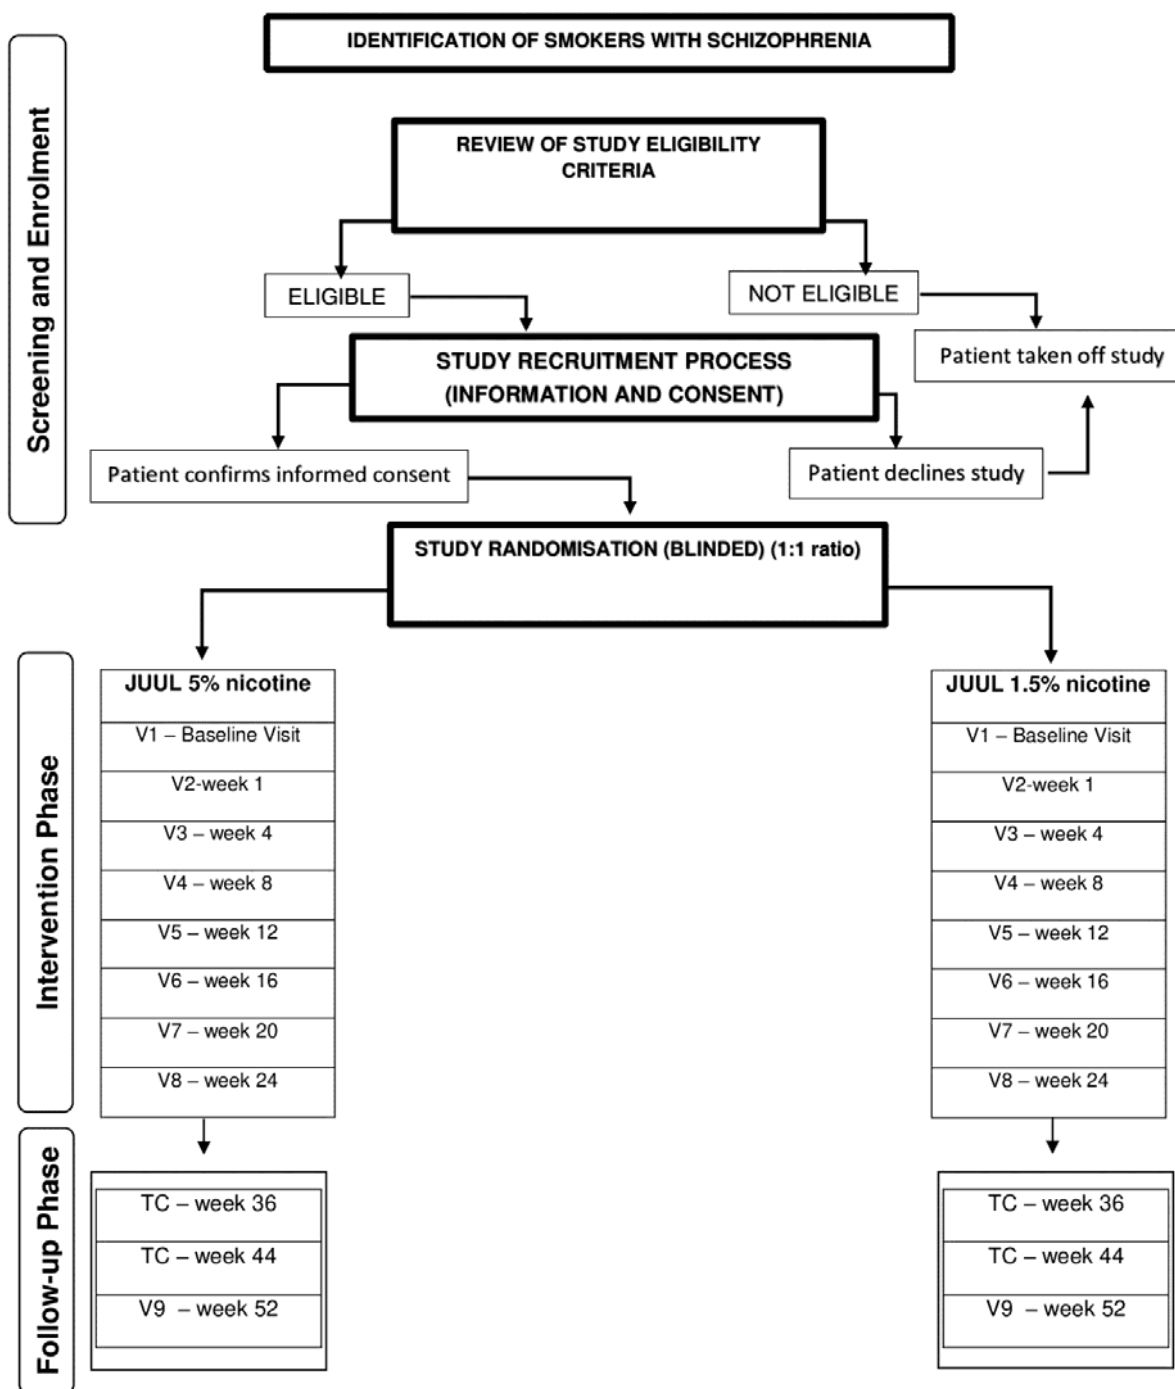 IDENTIFICATION OF SMOKERS WITH SCHIZOPHRENIA
Screening and Enrolment
REVIEW OF STUDY ELIGIBILITY
CRITERIA
ELIGIBLE
NOT ELIGIBLE
Patient taken off study
STUDY RECRUITMENT PROCESS
(INFORMATION AND CONSENT)
Patient confirms informed consent
Patient declines study
STUDY RANDOMISATION (BLINDED) (1:1 ratio)
Intervention Phase
JUUL 5% nicotine
V1 – Baseline Visit
V2-week 1
V3 – week 4
V4 – week 8
V5 – week 12
V6 – week 16
V7 – week 20
V8 – week 24
JUUL 1.5% nicotine
V1 – Baseline Visit
V2-week 1
V3 – week 4
V4 – week 8
V5 – week 12
V6 – week 16
V7 – week 20
V8 – week 24
Follow-up Phase
TC – week 36
TC – week 44
V9 – week 52
TC – week 36
TC – week 44
V9 – week 52